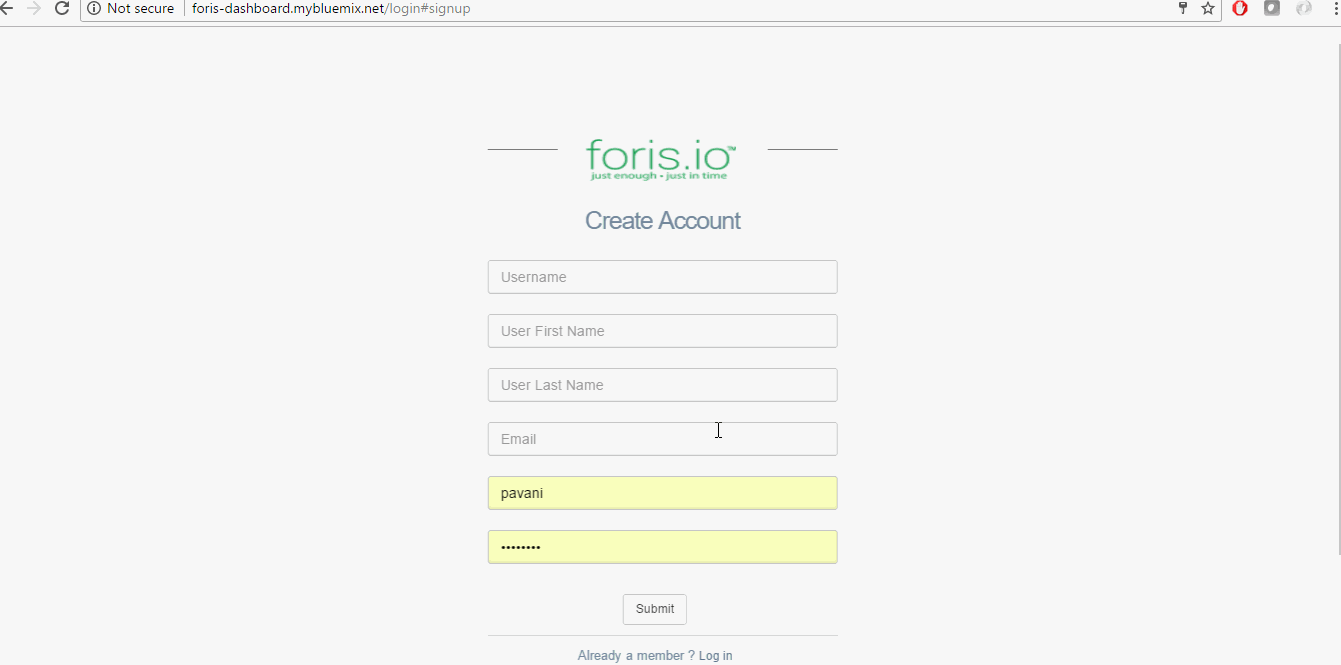 Not secure foris-dashboard.mybluemix.net/login#signup
foris.io™
just enough • just in time
Create Account
Username
User First Name
User Last Name
Email
pavani
••••••••
Submit
Already a member ? Log in